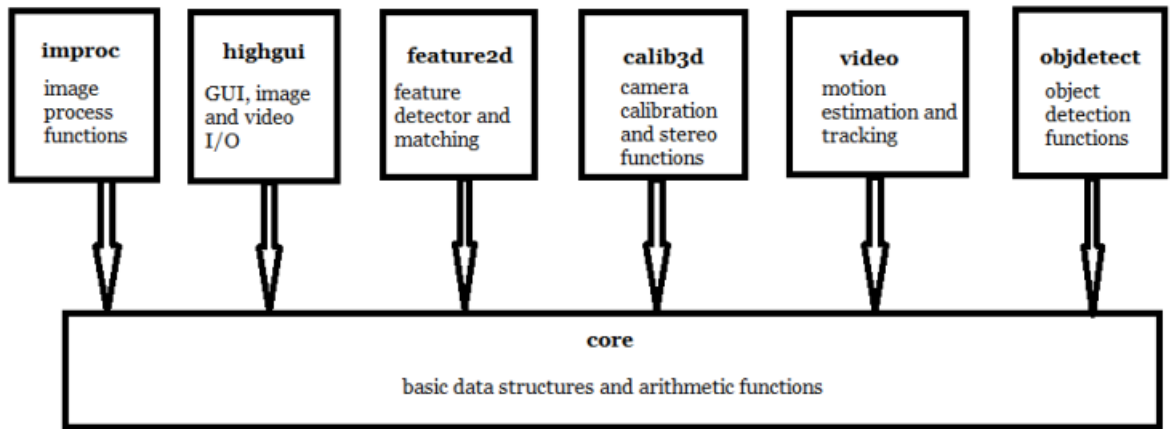 improc
image
process
functions
highgui
GUI, image
and video
I/O
feature2d
feature
detector and
matching
calib3d
camera
calibration
and stereo
functions
video
motion
estimation and
tracking
objdetect
object
detection
functions
core
basic data structures and arithmetic functions